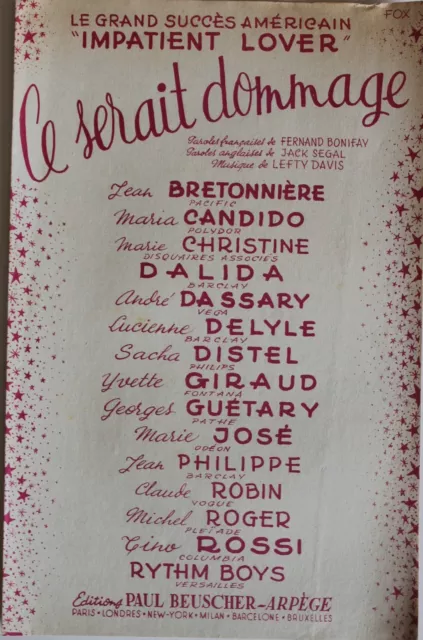 FOX
LE GRAND SUCCÈS AMÉRICAIN
"IMPATIENT LOVER"
Ce serait dommage
Paroles françaises de FERNAND BONIFAY
Paroles anglaises de JACK SEGAL
Musique de LEFTY DAVIS
Jean BRETONNIÈRE
PACIFIC
Maria CANDIDO
POLYDOR
Marie CHRISTINE
DISQUAIRES ASSOCIÉS
DALIDA
BARCLAY
André DASSARY
VEGA
Lucienne DELYLE
BARCLAY
Sacha DISTEL
PHILIPS
Yvette GIRAUD
FONTANA
Georges GUÉTARY
PATHÉ
Marie JOSÉ
ODÉON
Jean PHILIPPE
BARCLAY
Claude ROBIN
VOGUE
Michel ROGER
PLEÏADE
Gino ROSSI
COLUMBIA
RYTHM BOYS
VERSAILLES
Editions PAUL BEUSCHER-ARPÈGE
PARIS-LONDRES-NEW-YORK-MILAN-BARCELONE-BRUXELLES